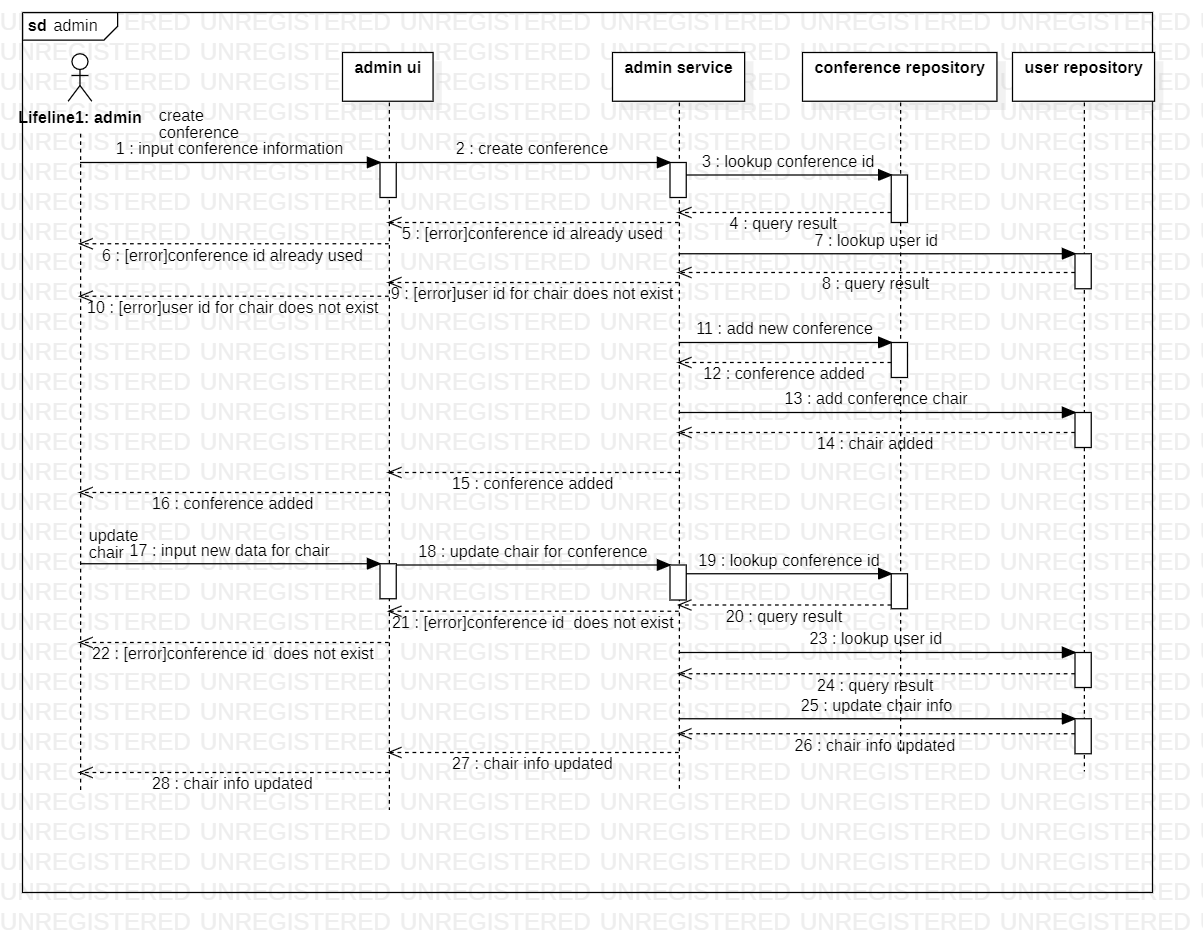 sd admin
admin ui
admin service
conference repository
user repository
Lifeline1: admin
create
conference
1 : input conference information
2 : create conference
3 : lookup conference id
4 : query result
5 : [error]conference id already used
7 : lookup user id
6 : [error]conference id already used
8 : query result
9 : [error]user id for chair does not exist
10 : [error]user id for chair does not exist
11 : add new conference
12 : conference added
13 : add conference chair
14 : chair added
15 : conference added
16 : conference added
update
chair
17 : input new data for chair
18 : update chair for conference
19 : lookup conference id
20 : query result
21 : [error]conference id  does not exist
23 : lookup user id
22 : [error]conference id  does not exist
24 : query result
25 : update chair info
26 : chair info updated
27 : chair info updated
28 : chair info updated
UNREGISTERED